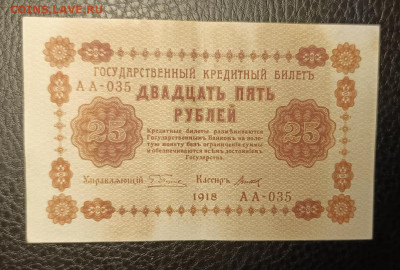 COINS.LAVE.RU
ГОСУДАРСТВЕННЫЙ КРЕДИТНЫЙ БИЛЕТЪ
АА-035
ДВАДЦАТЬ ПЯТЬ
РУБЛЕЙ
25
25
Кредитные билеты размѣниваются
Государственнымъ Банкомъ на золо-
тую монету безъ ограниченія суммы
и обезпечиваются всѣмъ достояніемъ
Государства.
Управляющій
Кассиръ
1918
АА-035